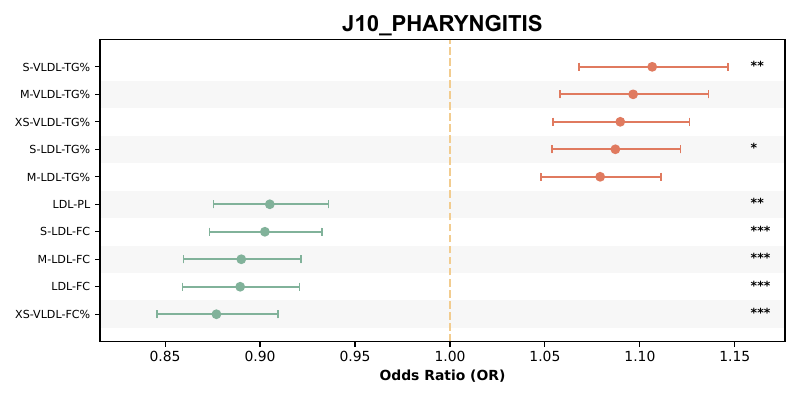 J10_PHARYNGITIS
S-VLDL-TG% **
M-VLDL-TG%
XS-VLDL-TG%
S-LDL-TG% *
M-LDL-TG%
LDL-PL **
S-LDL-FC ***
M-LDL-FC ***
LDL-FC ***
XS-VLDL-FC% ***
0.85 0.90 0.95 1.00 1.05 1.10 1.15
Odds Ratio (OR)